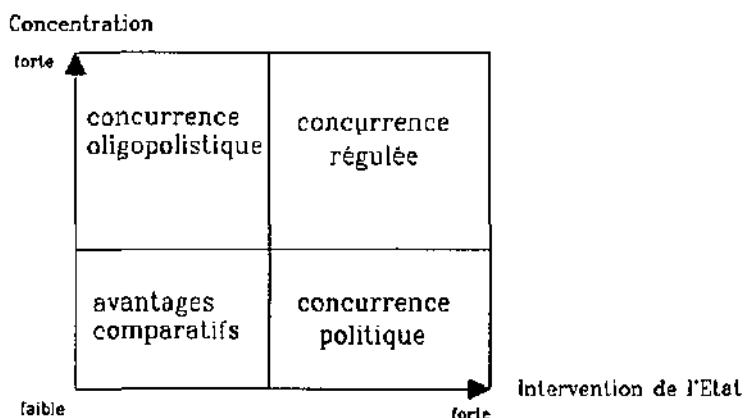 Concentration
forte
concurrence
oligopolistique
concurrence
régulée
avantages
comparatifs
concurrence
politique
faible
forte
Intervention de l'Etat